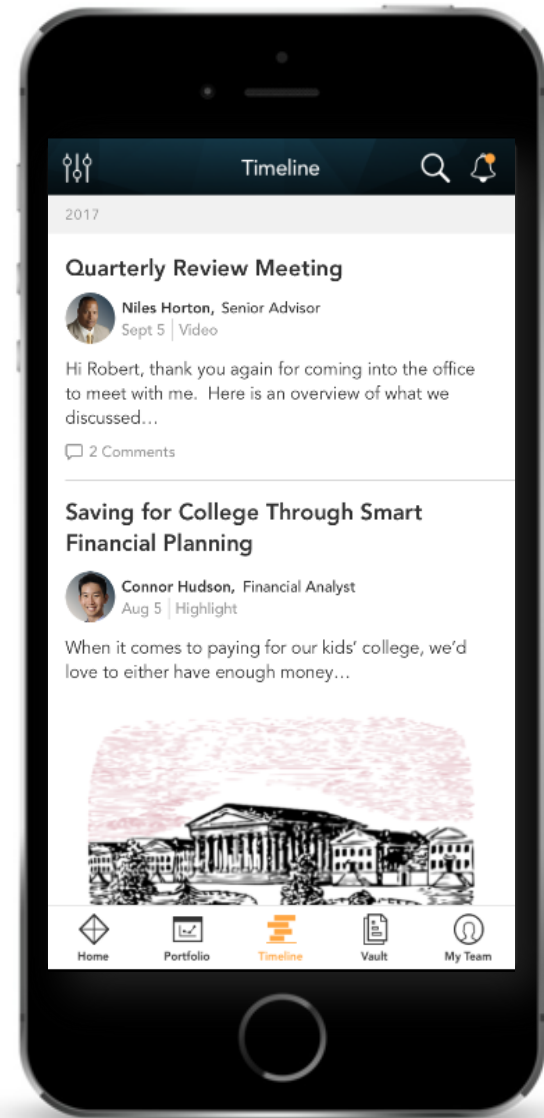 Timeline
2017
Quarterly Review Meeting
Niles Horton, Senior Advisor
Sept 5 | Video
Hi Robert, thank you again for coming into the office
to meet with me.  Here is an overview of what we
discussed…
2 Comments
Saving for College Through Smart
Financial Planning
Connor Hudson, Financial Analyst
Aug 5 | Highlight
When it comes to paying for our kids’ college, we’d
love to either have enough money…
Home
Portfolio
Timeline
Vault
My Team